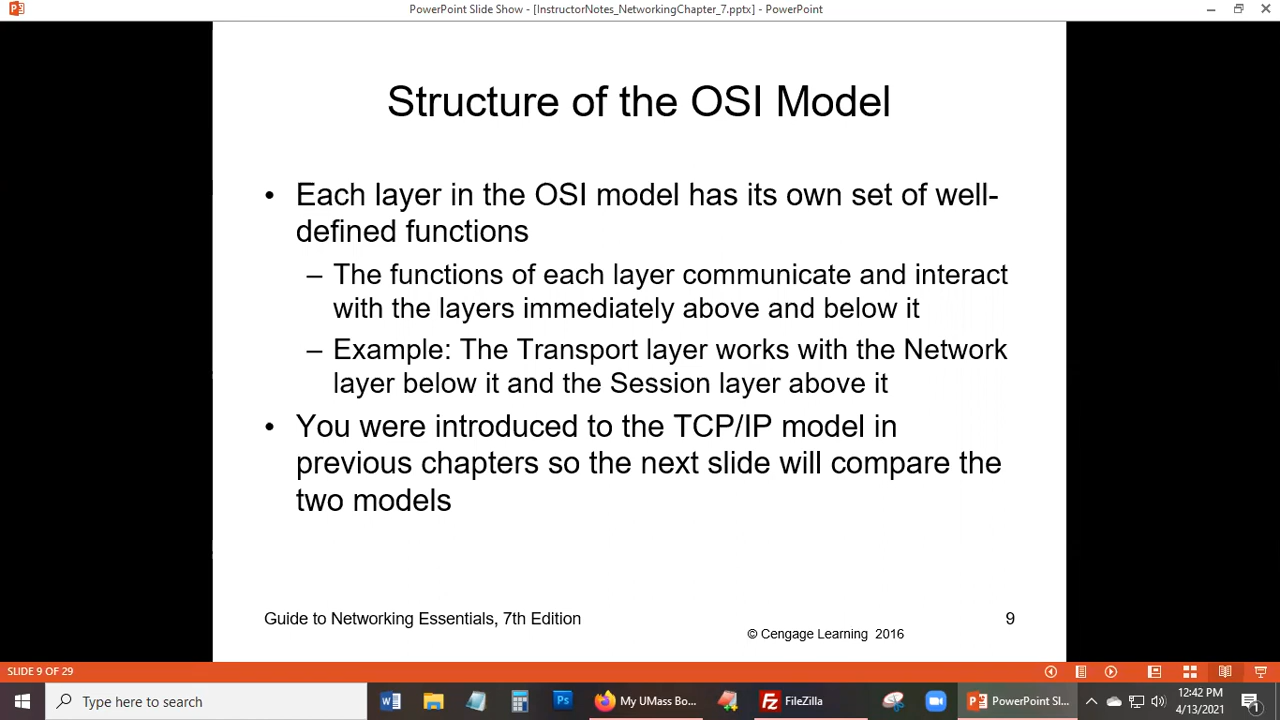 PowerPoint Slide Show - [InstructorNotes_NetworkingChapter_7.pptx] - PowerPoint
Structure of the OSI Model
• Each layer in the OSI model has its own set of well-
defined functions
– The functions of each layer communicate and interact
with the layers immediately above and below it
– Example: The Transport layer works with the Network
layer below it and the Session layer above it
• You were introduced to the TCP/IP model in
previous chapters so the next slide will compare the
two models
Guide to Networking Essentials, 7th Edition
9
© Cengage Learning 2016
SLIDE 9 OF 29
Type here to search
My UMass Bo...
FileZilla
PowerPoint Sl...
12:42 PM
4/13/2021
1